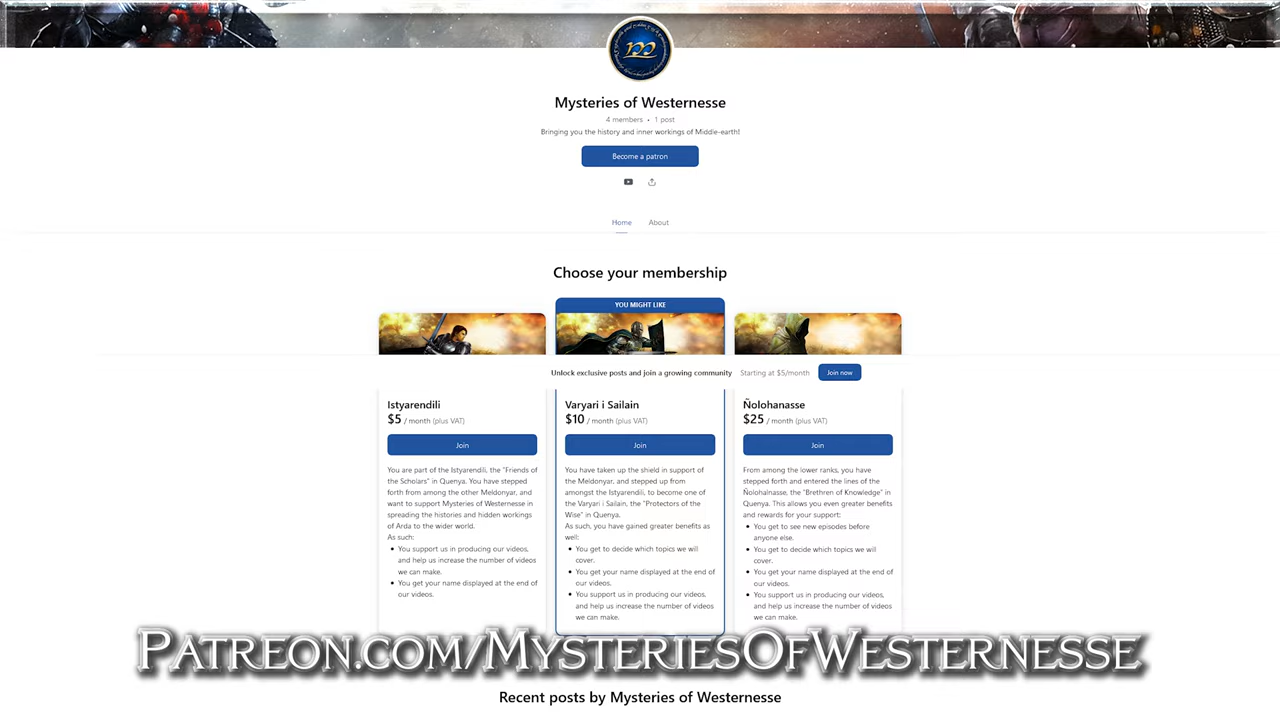 Mysteries of Westernesse
4 members • 1 post
Bringing you the history and inner workings of Middle-earth!
Become a patron
Home
About
Choose your membership
YOU MIGHT LIKE
Unlock exclusive posts and join a growing community
Starting at $5/month
Join now
Istyarendili
$5 / month (plus VAT)
Join
You are part of the Istyarendili, the "Friends of
the Scholars" in Quenya. You have stepped
forth from among the other Meldonyar, and
want to support Mysteries of Westernesse in
spreading the histories and hidden workings
of Arda to the wider world.
As such:
• You support us in producing our videos,
and help us increase the number of videos
we can make.
• You get your name displayed at the end of
our videos.
Varyari i Sailain
$10 / month (plus VAT)
Join
You have taken up the shield in support of
the Meldonyar, and stepped up from
amongst the Istyarendili, to become one of
the Varyari i Sailain, the "Protectors of the
Wise" in Quenya.
As such, you have gained greater benefits as
well:
• You get to decide which topics we will
cover.
• You get your name displayed at the end of
our videos.
• You support us in producing our videos,
and help us increase the number of videos
we can make.
Ñolohanasse
$25 / month (plus VAT)
Join
From among the lower ranks, you have
stepped forth and entered the lines of the
Ñolohalnasse, the "Brethren of Knowledge" in
Quenya. This allows you even greater benefits
and rewards for your support:
• You get to see new episodes before
anyone else.
• You get to decide which topics we will
cover.
• You get your name displayed at the end of
our videos.
• You support us in producing our videos,
and help us increase the number of videos
we can make.
Patreon.com/MysteriesOfWesternesse
Recent posts by Mysteries of Westernesse